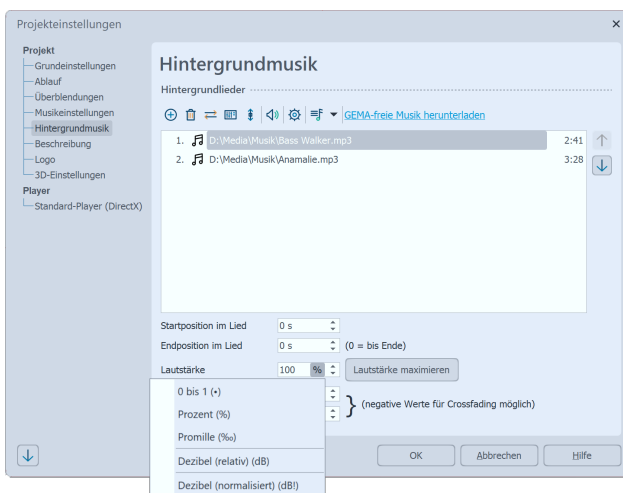 Projekteinstellungen
Projekt
Grundeinstellungen
Ablauf
Überblendungen
Musikeinstellungen
Hintergrundmusik
Beschreibung
Logo
3D-Einstellungen
Player
Standard-Player (DirectX)
Hintergrundmusik
Hintergrundlieder
GEMA-freie Musik herunterladen
1. D:\Media\Musik\Bass Walker.mp3 2:41
2. D:\Media\Musik\Anamalie.mp3 3:28
Startposition im Lied 0 s
Endposition im Lied 0 s (0 = bis Ende)
Lautstärke 100 % Lautstärke maximieren
(negative Werte für Crossfading möglich)
0 bis 1 (•)
Prozent (%)
Promille (‰)
Dezibel (relativ) (dB)
Dezibel (normalisiert) (dB!)
OK Abbrechen Hilfe